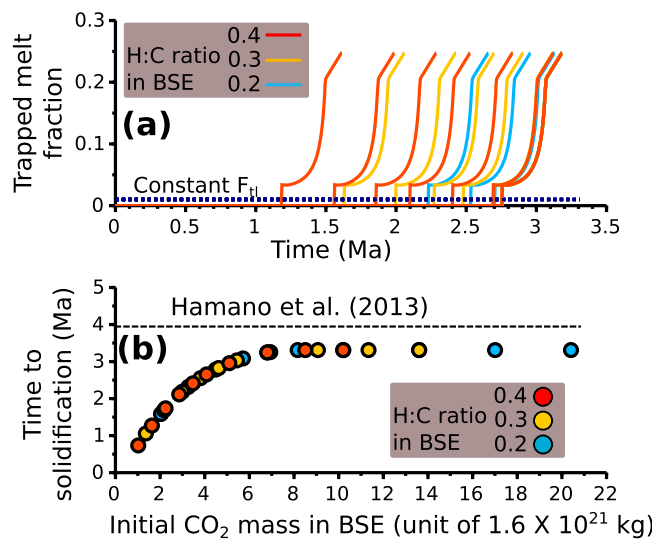 0.3
0.2
0.1
0
Trapped melt
fraction
0.4
H:C ratio 0.3
in BSE 0.2
(a)
Constant F_tl
0 0.5 1 1.5 2 2.5 3 3.5
Time (Ma)
5
4
3
2
1
0
Time to
solidification (Ma)
Hamano et al. (2013)
(b)
0.4
H:C ratio 0.3
in BSE 0.2
0 2 4 6 8 10 12 14 16 18 20 22
Initial CO₂ mass in BSE (unit of 1.6 X 10²¹ kg)